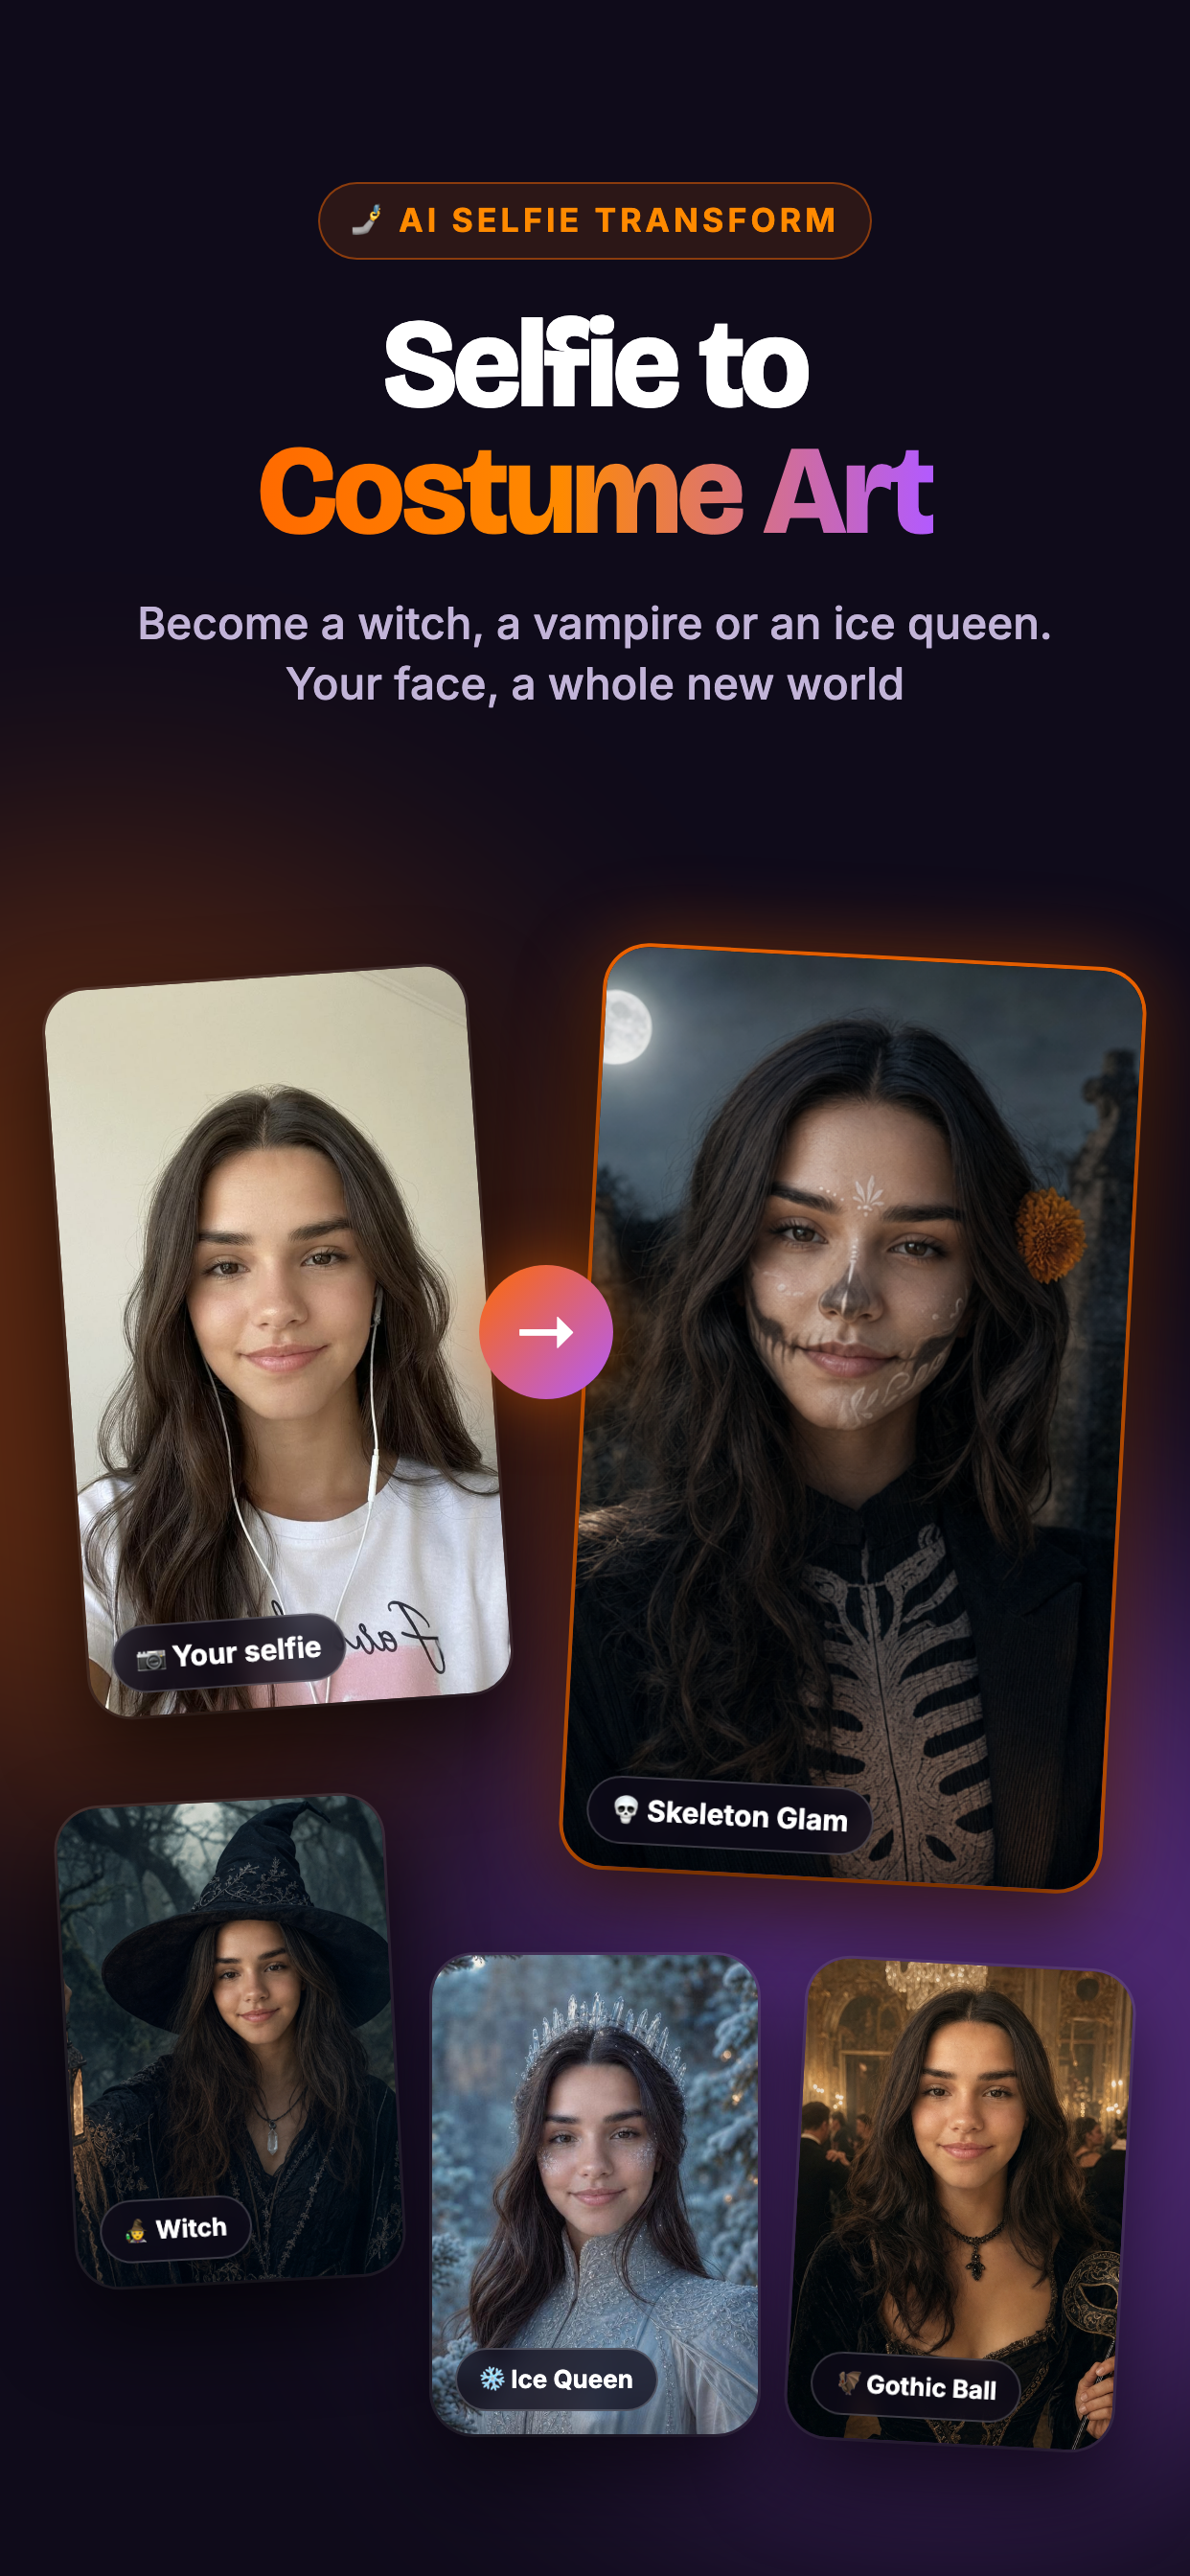 🤳 AI SELFIE TRANSFORM
Selfie to
Costume Art
Become a witch, a vampire or an ice queen.
Your face, a whole new world
📷 Your selfie
💀 Skeleton Glam
🧙‍♀️ Witch
❄️ Ice Queen
🦇 Gothic Ball